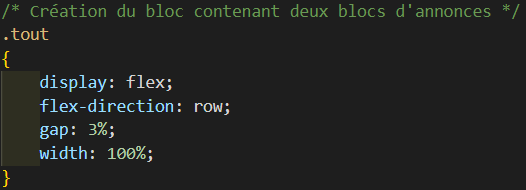 /* Création du bloc contenant deux blocs d'annonces */
.tout
{
    display: flex;
    flex-direction: row;
    gap: 3%;
    width: 100%;
}